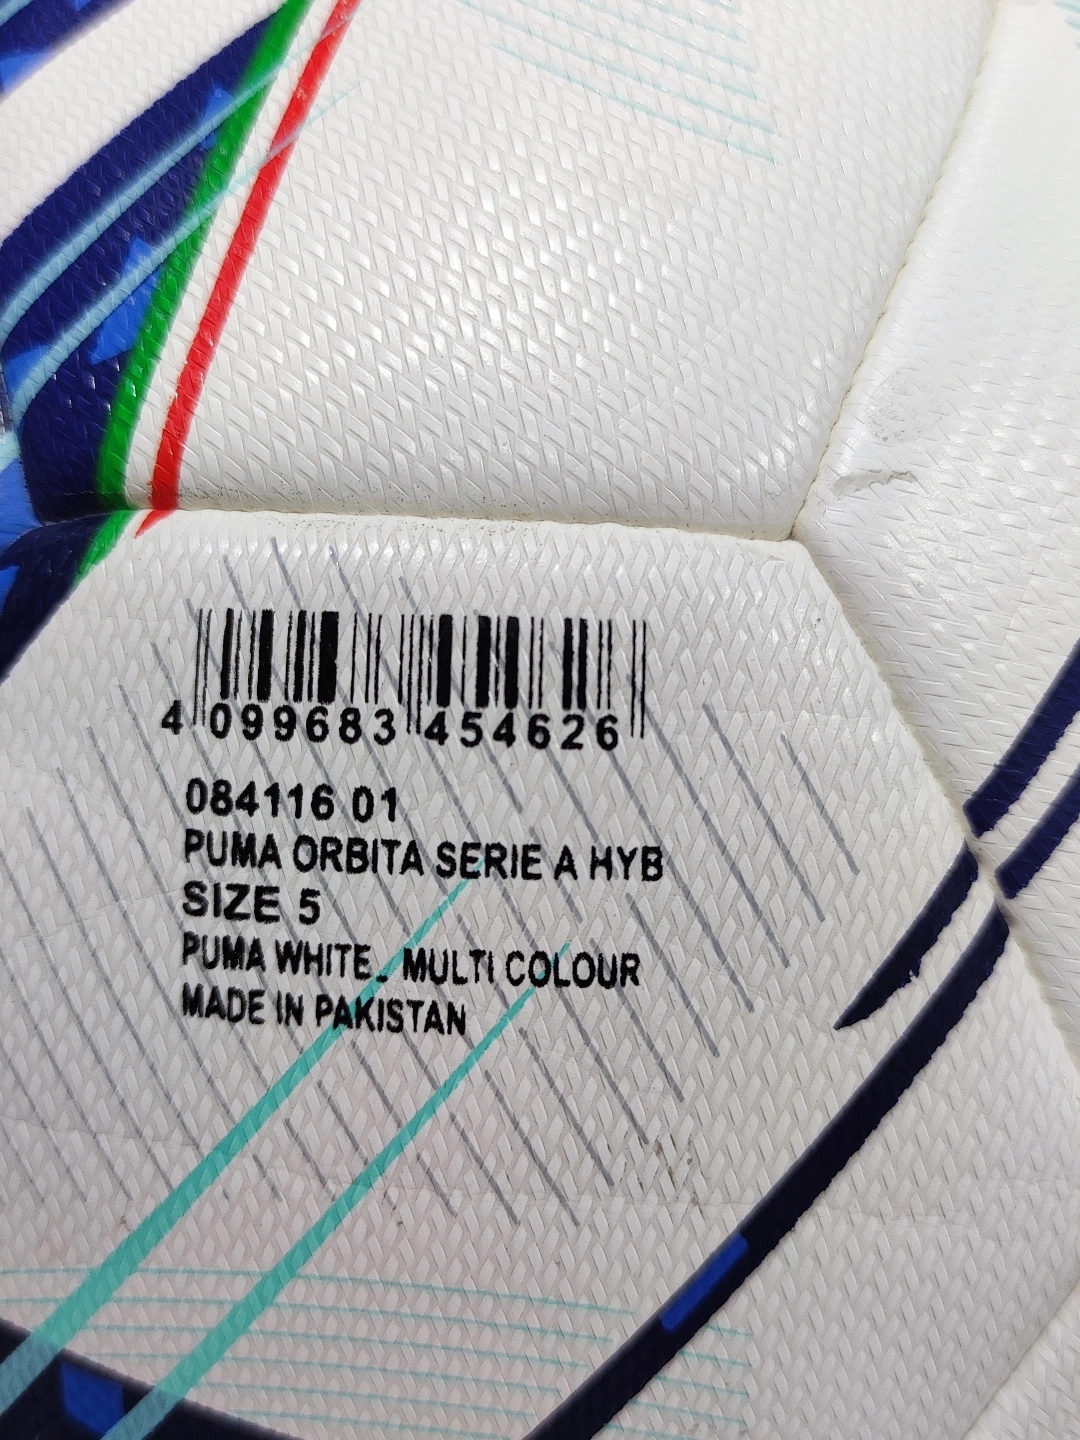 4 099683 454626
084116 01
PUMA ORBITA SERIE A HYB
SIZE 5
PUMA WHITE_ MULTI COLOUR
MADE IN PAKISTAN